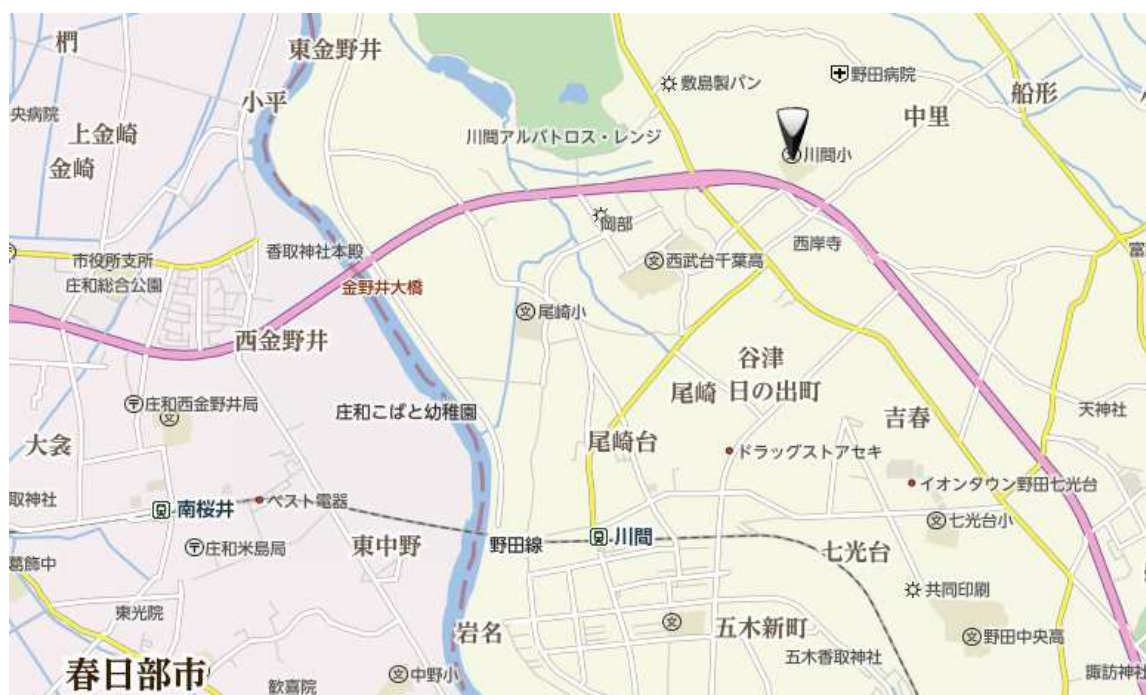 椚
東金野井
敷島製パン
野田病院
船形
小平
央病院
上金崎
中里
川間アルバトロス・レンジ
川間小
金崎
岡部
西岸寺
香取神社本殿
市役所支所
西武台千葉高
富
庄和総合公園
金野井大橋
尾崎小
西金野井
谷津
尾崎
日の出町
庄和西金野井局
庄和こばと幼稚園
吉春
天神社
大衾
尾崎台
ドラッグストアセキ
イオンタウン野田七光台
取神社
ベスト電器
南桜井
七光台小
川間
野田線
庄和米島局
東中野
七光台
葛飾中
共同印刷
東光院
岩名
五木新町
野田中央高
五木香取神社
諏訪神社
春日部市
中野小
歓喜院